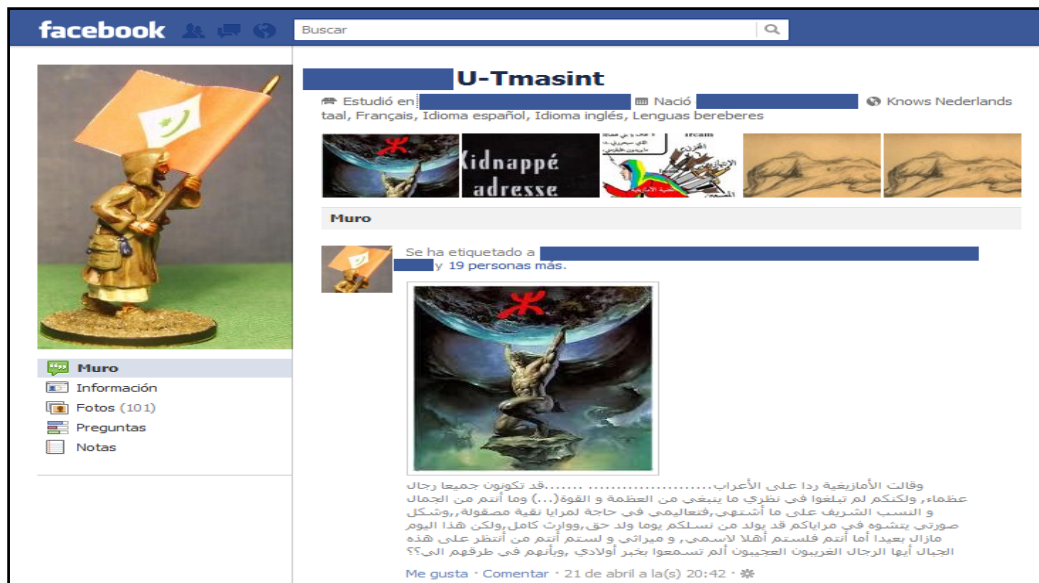 facebook
Buscar
U-Tmasint
Estudió en
Nació
Knows Nederlands
taal, Français, Idioma español, Idioma inglés, Lenguas bereberes
Kidnappé
adresse
ircam
Muro
Se ha etiquetado a
y 19 personas más.
Muro
Información
Fotos (101)
Preguntas
Notas
وقالت الأمازيغية ردا على الأعراب..................... .......قد تكونون جميعا رجال
عظماء, ولكنكم لم تبلغوا في نظري ما ينبغي من العظمة و القوة(...) وما أنتم من الجمال
و النسب الشريف على ما أشتهي,فتعاليمي في حاجة لمرايا نقية مصقولة,,وشكل
صورتي يتشوه في مراياكم قد يولد من نسلكم يوما ولد حق,ووارث كامل,ولكن هذا اليوم
مازال بعيدا أما أنتم فلستم أهلا لاسمي, و ميراثي و لستم أنتم من أنتظر على هذه
الجبال أيها الرجال الغريبون العجيبون ألم تسمعوا بخبر أولادي ,وبأنهم في طرقهم الي؟؟
Me gusta · Comentar · 21 de abril a la(s) 20:42 ·